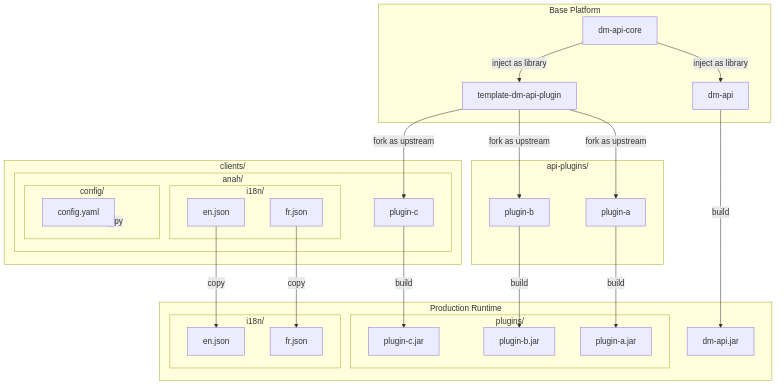 Base Platform
dm-api-core
inject as library
inject as library
template-dm-api-plugin
dm-api
fork as upstream
fork as upstream
fork as upstream
clients/
anah/
config/
config.yaml
i18n/
en.json
fr.json
plugin-c
api-plugins/
plugin-b
plugin-a
build
copy
copy
build
build
build
Production Runtime
i18n/
en.json
fr.json
plugins/
plugin-c.jar
plugin-b.jar
plugin-a.jar
dm-api.jar